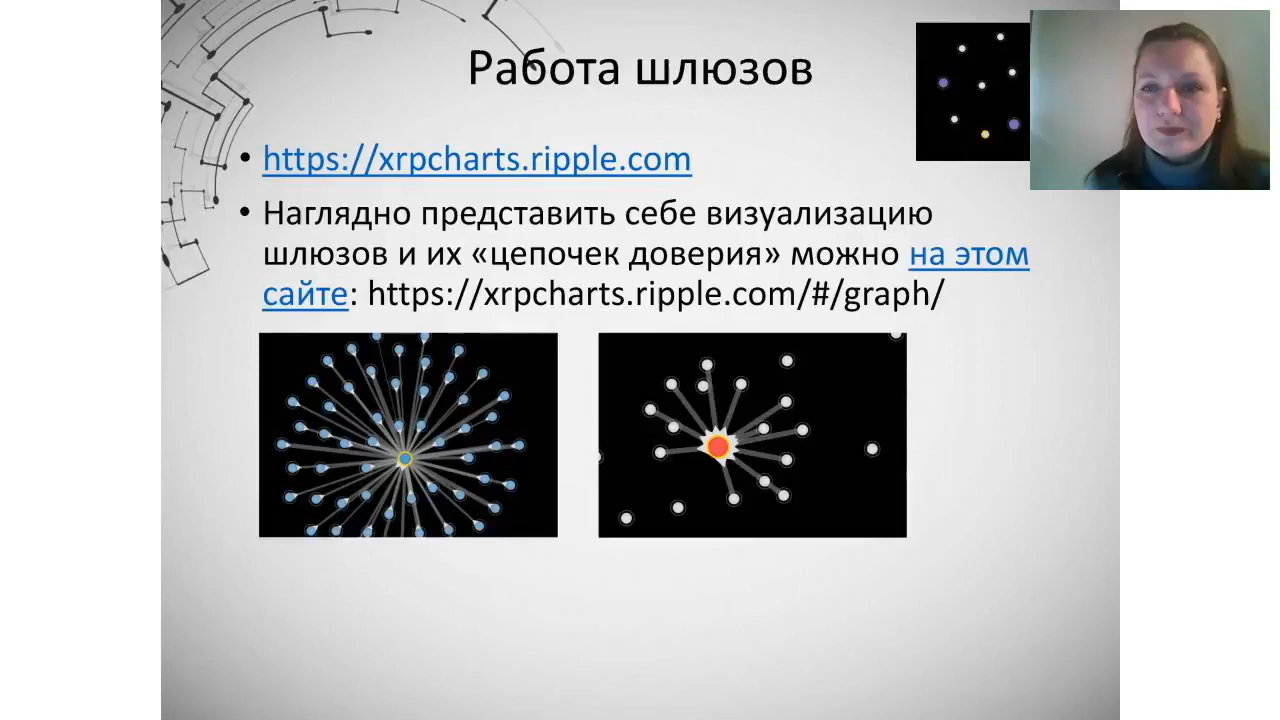 Работа шлюзов
• https://xrpcharts.ripple.com
• Наглядно представить себе визуализацию
шлюзов и их «цепочек доверия» можно на этом
сайте: https://xrpcharts.ripple.com/#/graph/